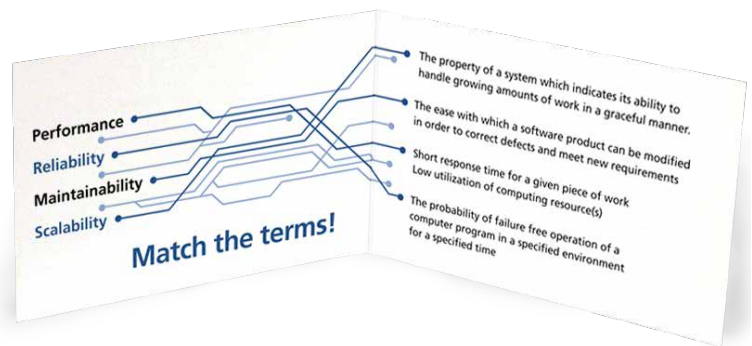 Performance
Reliability
Maintainability
Scalability
Match the terms!
The property of a system which indicates its ability to
handle growing amounts of work in a graceful manner.
The ease with which a software product can be modified
in order to correct defects and meet new requirements
Short response time for a given piece of work
Low utilization of computing resource(s)
The probability of failure free operation of a
computer program in a specified environment
for a specified time